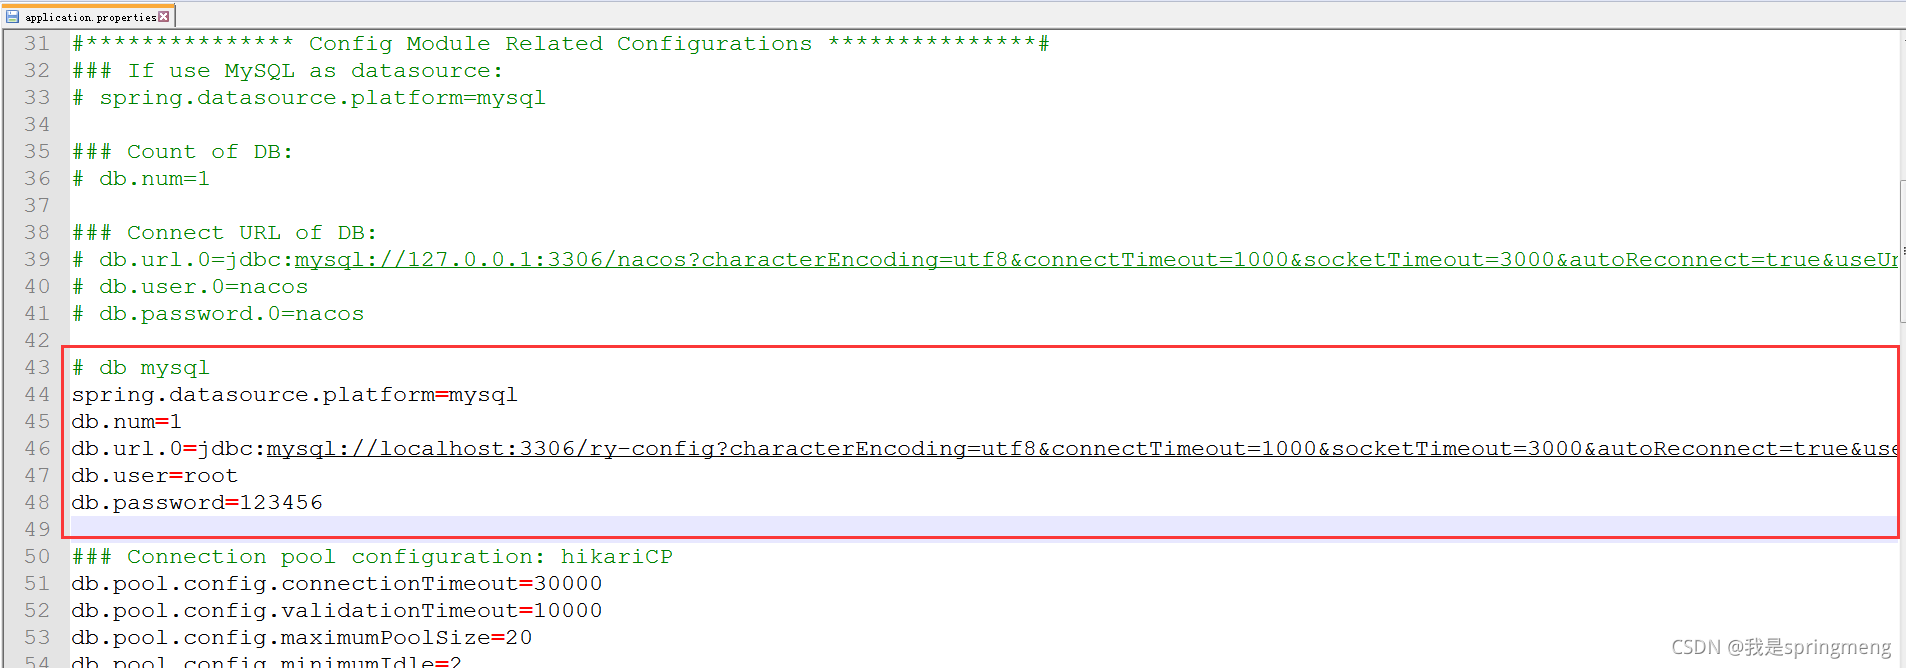 application.properties
31 #*************** Config Module Related Configurations ***************#
32 ### If use MySQL as datasource:
33 # spring.datasource.platform=mysql
34
35 ### Count of DB:
36 # db.num=1
37
38 ### Connect URL of DB:
39 # db.url.0=jdbc:mysql://127.0.0.1:3306/nacos?characterEncoding=utf8&connectTimeout=1000&socketTimeout=3000&autoReconnect=true&useUn
40 # db.user.0=nacos
41 # db.password.0=nacos
42
43 # db mysql
44 spring.datasource.platform=mysql
45 db.num=1
46 db.url.0=jdbc:mysql://localhost:3306/ry-config?characterEncoding=utf8&connectTimeout=1000&socketTimeout=3000&autoReconnect=true&use
47 db.user=root
48 db.password=123456
49
50 ### Connection pool configuration: hikariCP
51 db.pool.config.connectionTimeout=30000
52 db.pool.config.validationTimeout=10000
53 db.pool.config.maximumPoolSize=20
54 db.pool.config.minimumIdle=2
CSDN @我是springmeng